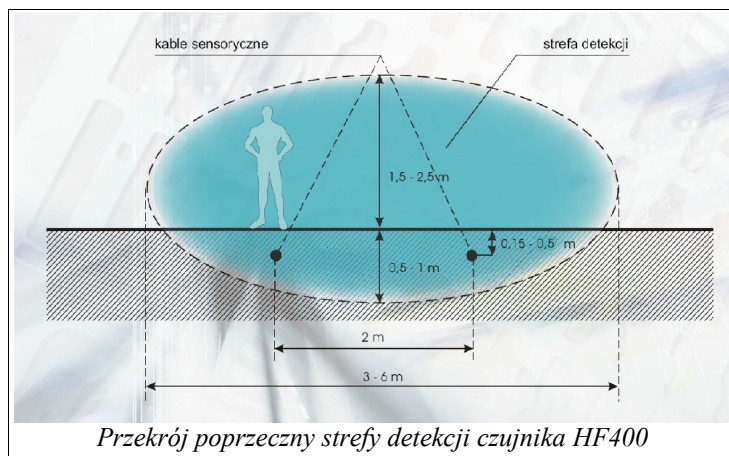 kable sensoryczne
strefa detekcji
1,5 - 2,5 m
0,15 - 0,5 m
0,5 - 1 m
2 m
3 - 6 m
Przekrój poprzeczny strefy detekcji czujnika HF400